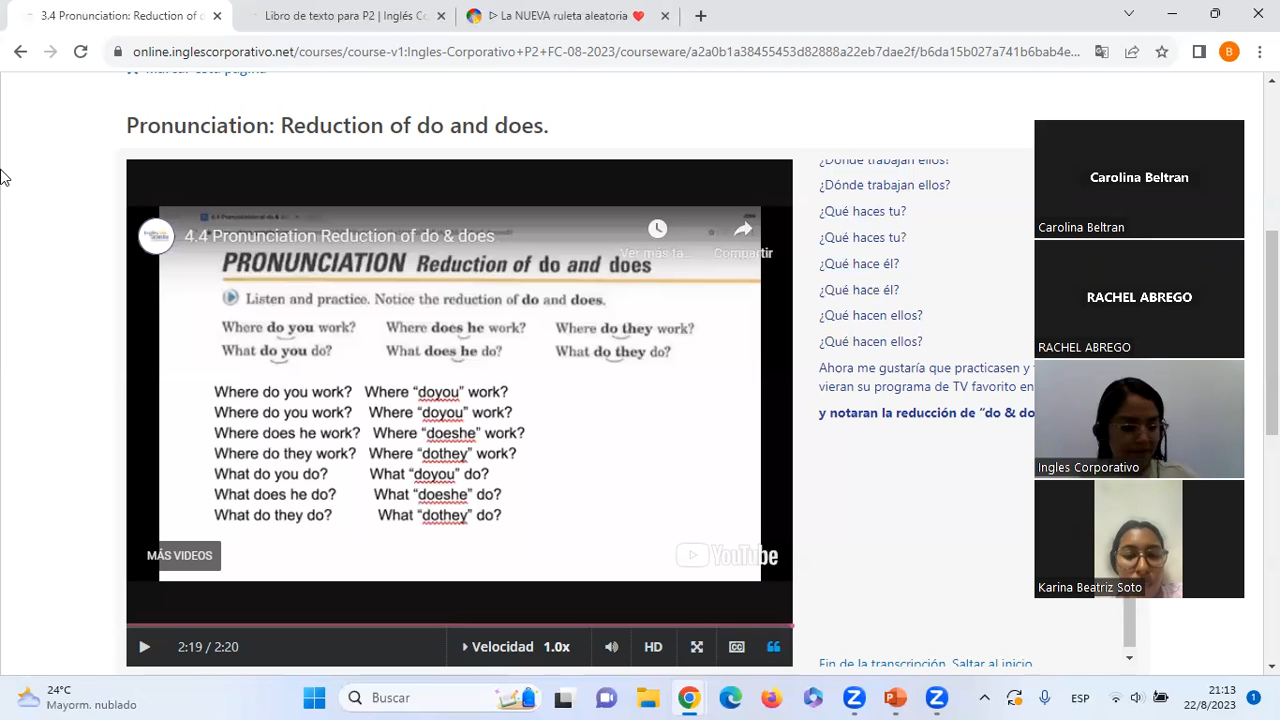 3.4 Pronunciation: Reduction of d
Libro de texto para P2 | Inglés C
▷ La NUEVA ruleta aleatoria ❤️
online.inglescorporativo.net/courses/course-v1:Ingles-Corporativo+P2+FC-08-2023/courseware/a2a0b1a38455453d82888a22eb7dae2f/b6da15b027a741b6bab4e...
B
Marcar esta página
Pronunciation: Reduction of do and does.
4.4 Pronunciation Reduction of do & does
Ver más ta...
Compartir
PRONUNCIATION Reduction of do and does
Listen and practice. Notice the reduction of do and does.
Where do you work? Where does he work? Where do they work?
What do you do? What does he do? What do they do?
Where do you work? Where “doyou” work?
Where do you work? Where “doyou” work?
Where does he work? Where “doeshe” work?
Where do they work? Where “dothey” work?
What do you do? What “doyou” do?
What does he do? What “doeshe” do?
What do they do? What “dothey” do?
MÁS VIDEOS
YouTube
2:19 / 2:20
Velocidad 1.0x
HD
¿Dónde trabajan ellos?
¿Dónde trabajan ellos?
¿Qué haces tu?
¿Qué haces tu?
¿Qué hace él?
¿Qué hace él?
¿Qué hacen ellos?
¿Qué hacen ellos?
Ahora me gustaría que practicasen y
vieran su programa de TV favorito en
y notaran la reducción de “do & do
Fin de la transcripción. Saltar al inicio.
Carolina Beltran
Carolina Beltran
RACHEL ABREGO
RACHEL ABREGO
Ingles Corporativo
Karina Beatriz Soto
24°C
Mayorm. nublado
Buscar
ESP
21:13
22/8/2023
1